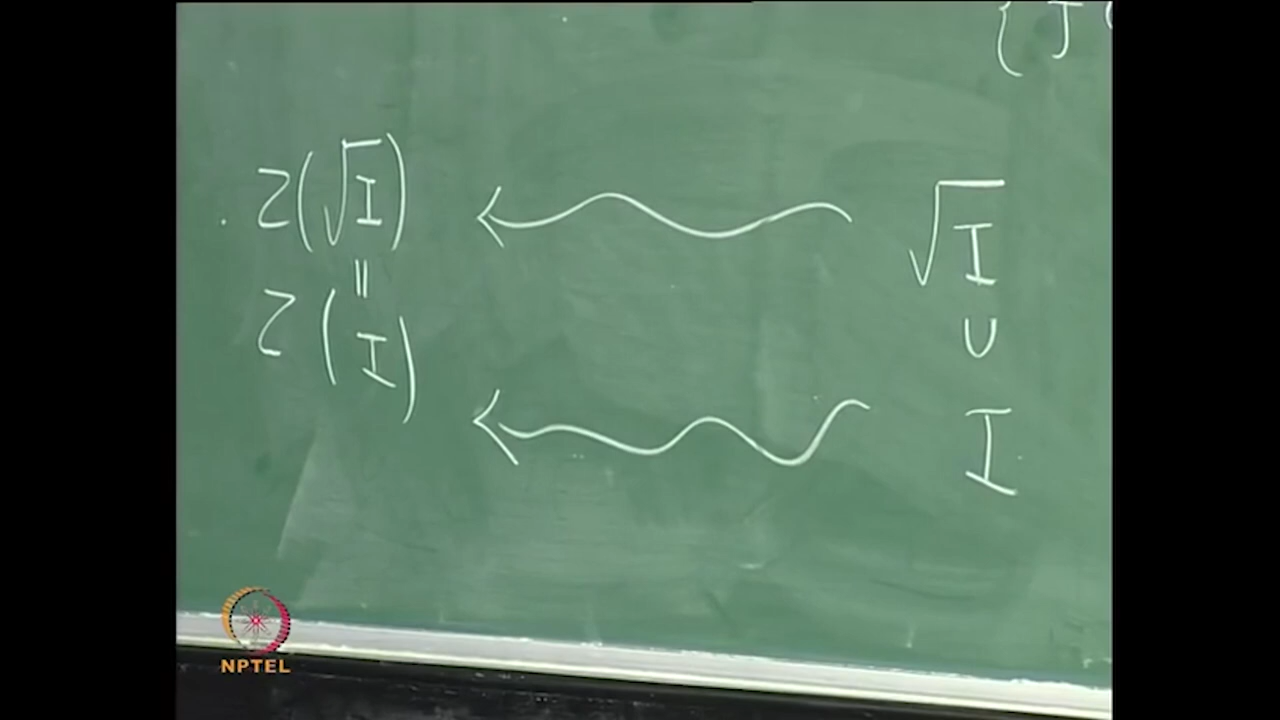 { J
Z(√I) √I
||
Z(I) ∪
I
NPTEL